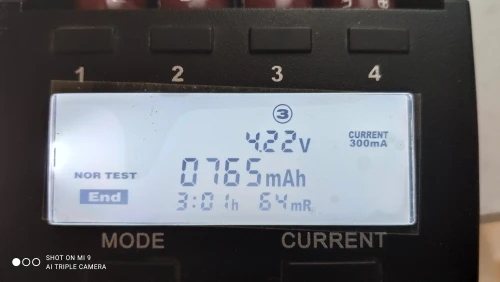 1 2 3 4
3
4.22v
CURRENT
300mA
NOR TEST
0765mAh
End
3:01h 64mR
MODE CURRENT
SHOT ON MI 9
AI TRIPLE CAMERA